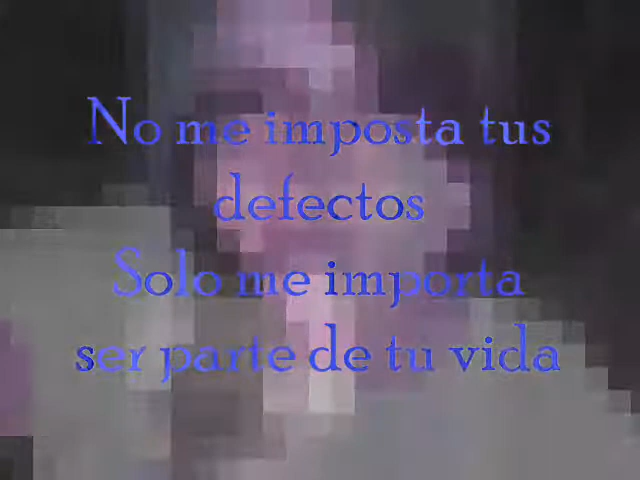 No me imposta tus
defectos
Solo me importa
ser parte de tu vida